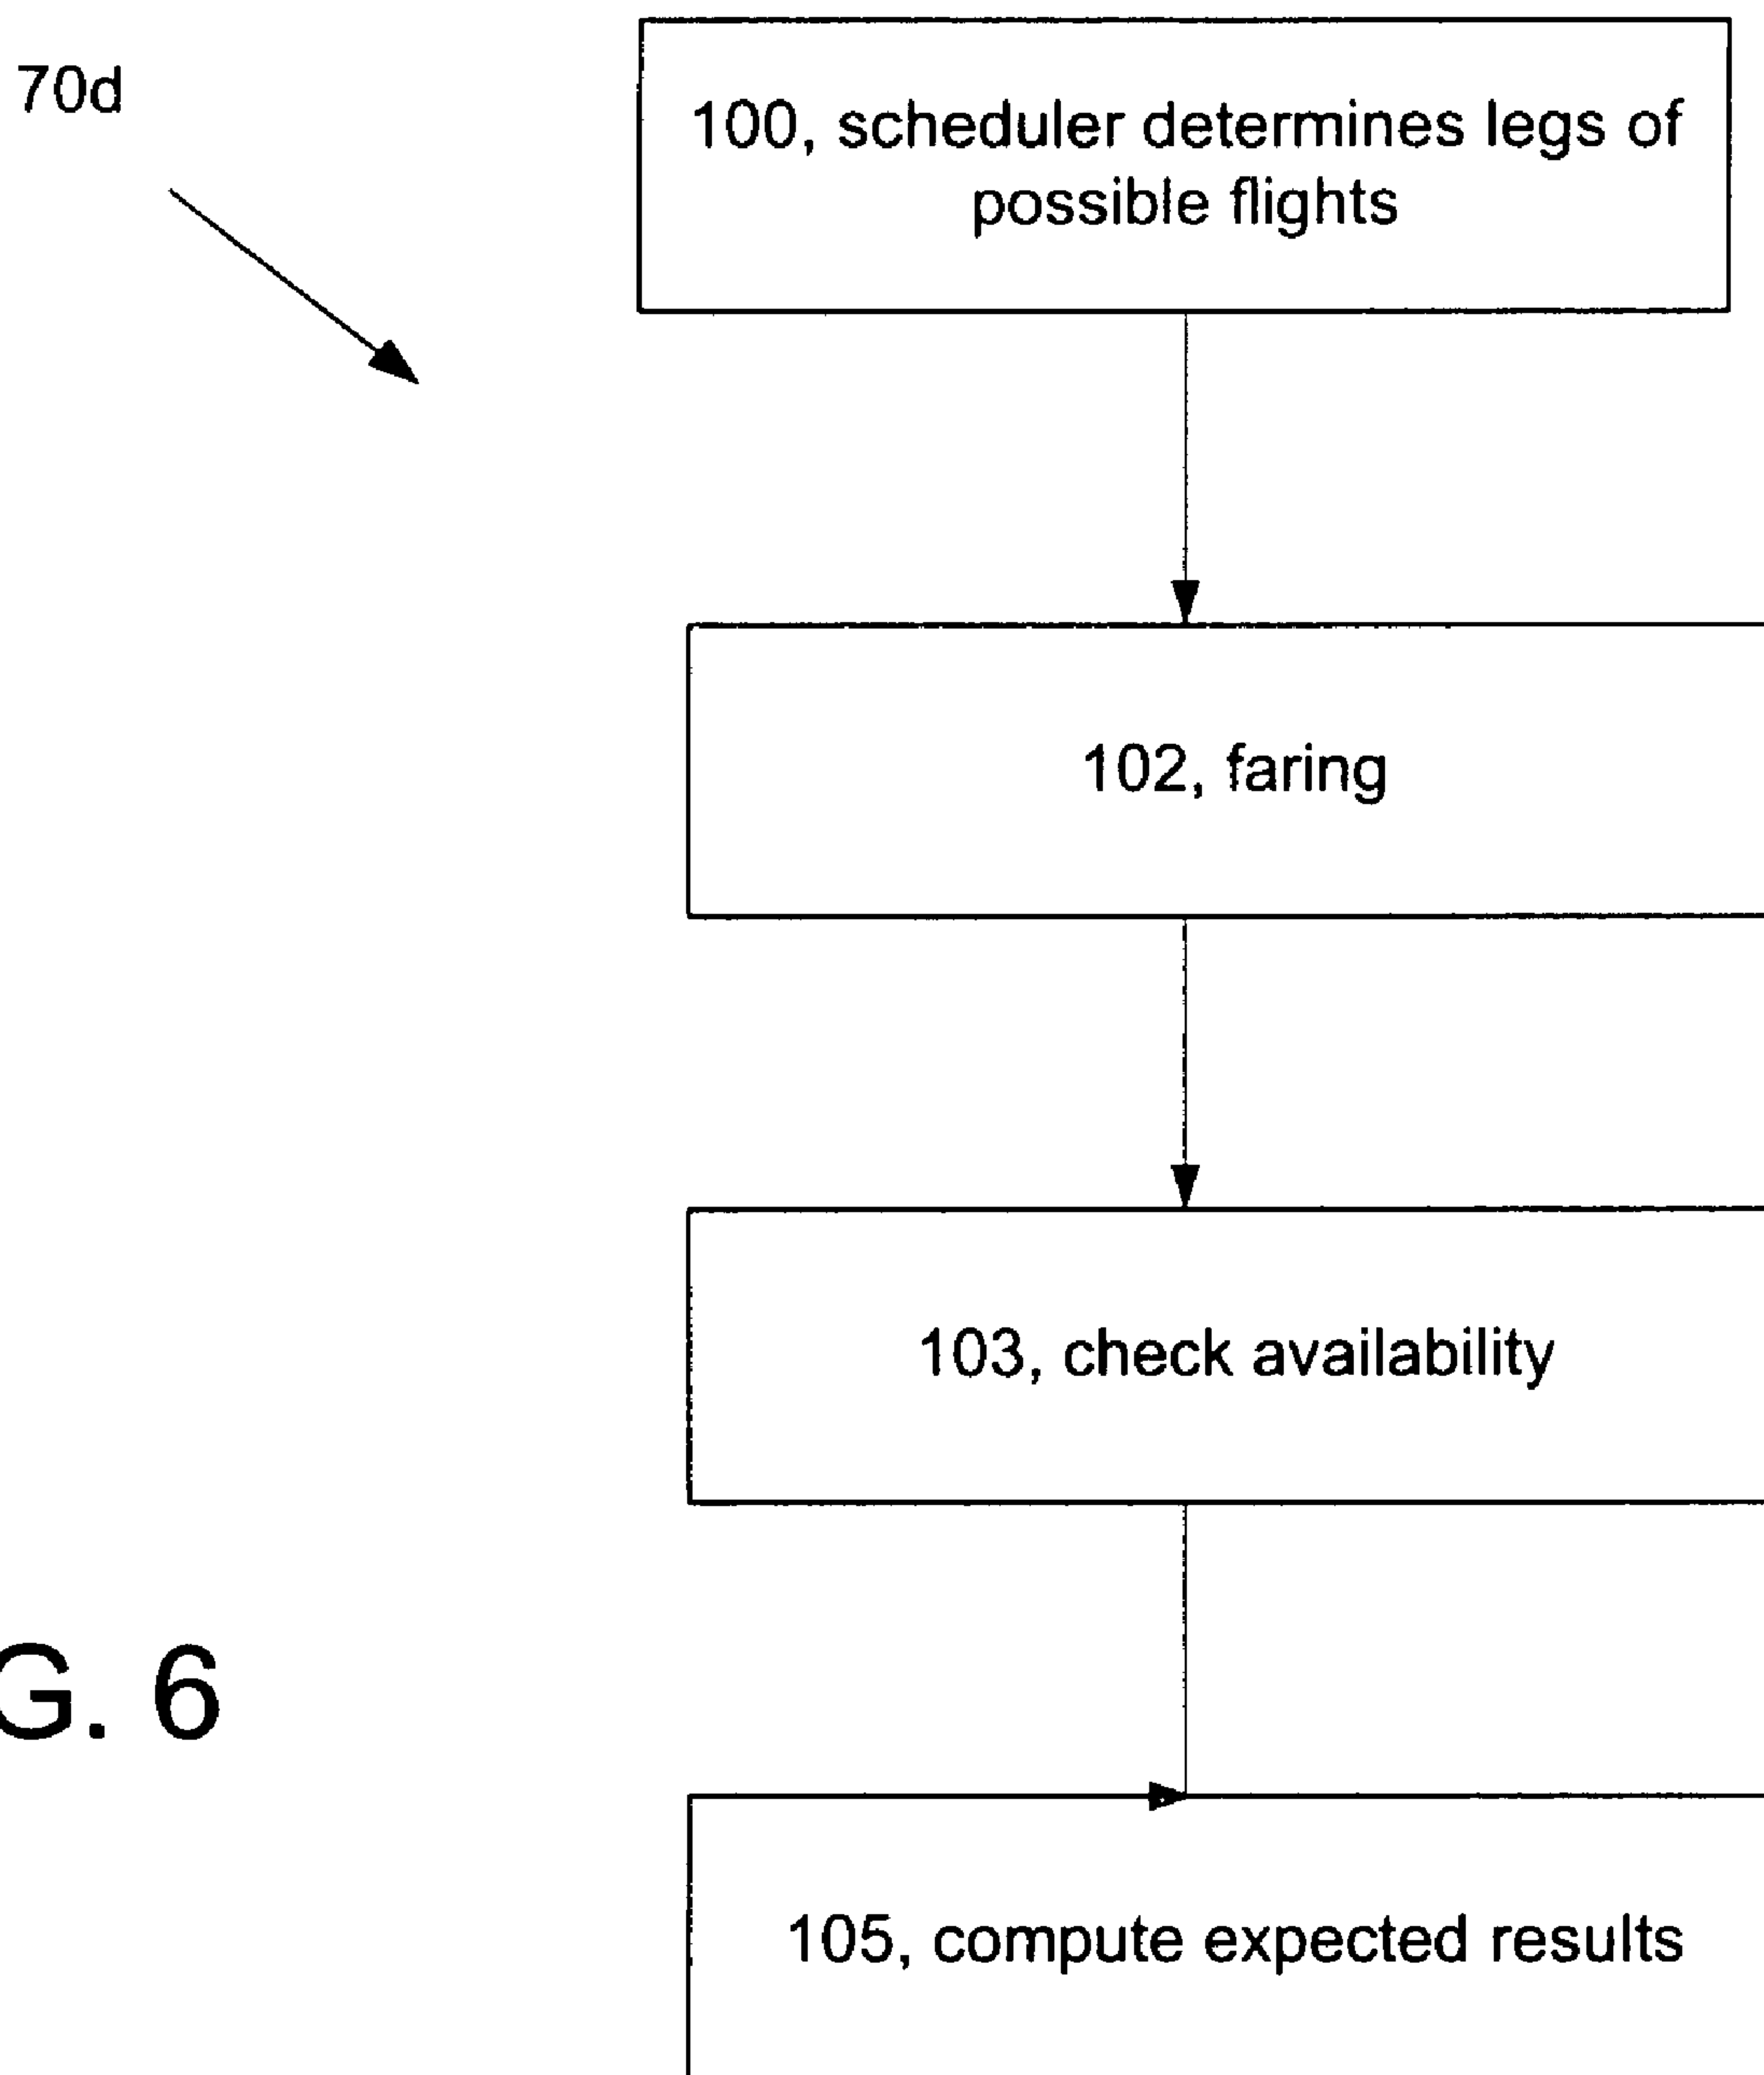 70d
100, scheduler determines legs of
possible flights
102, faring
103, check availability
G. 6
105, compute expected results